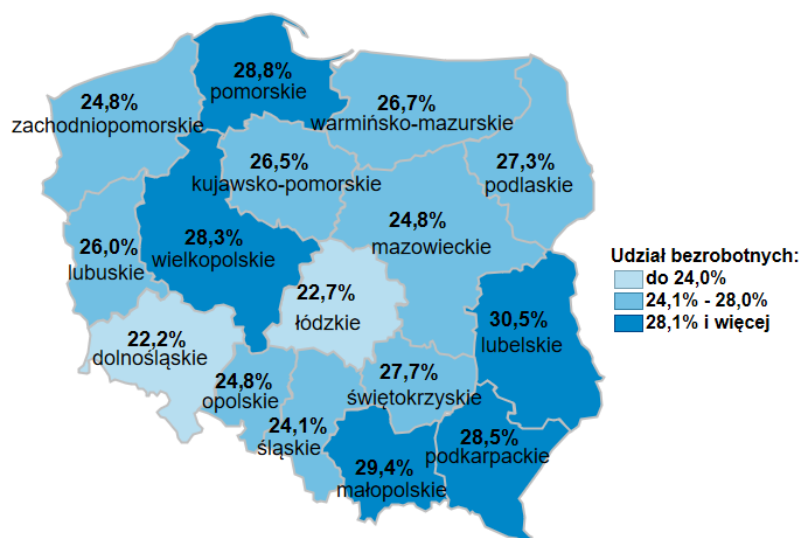 28,8%
pomorskie
24,8%
zachodniopomorskie
26,7%
warmińsko-mazurskie
26,5%
kujawsko-pomorskie
27,3%
podlaskie
24,8%
mazowieckie
26,0%
lubuskie
28,3%
wielkopolskie
22,7%
łódzkie
22,2%
dolnośląskie
30,5%
lubelskie
24,8%
opolskie
27,7%
świętokrzyskie
24,1%
śląskie
29,4%
małopolskie
28,5%
podkarpackie
Udział bezrobotnych:
do 24,0%
24,1% - 28,0%
28,1% i więcej